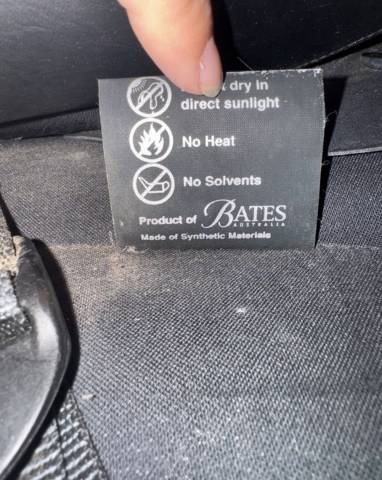 dry in
direct sunlight
No Heat
No Solvents
Product of BATES
AUSTRALIA
Made of Synthetic Materials